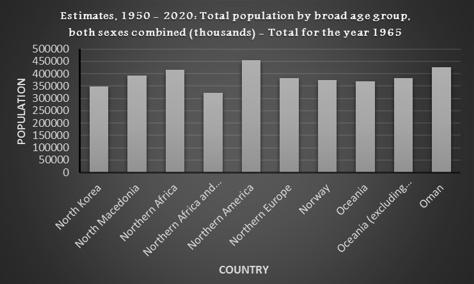 Estimates, 1950 - 2020: Total population by broad age group,
both sexes combined (thousands) - Total for the year 1965
500000
450000
400000
350000
300000
250000
200000
150000
100000
50000
0
POPULATION
North Korea
North Macedonia
Northern Africa
Northern Africa and...
Northern America
Northern Europe
Norway
Oceania
Oceania (excluding...
Oman
COUNTRY